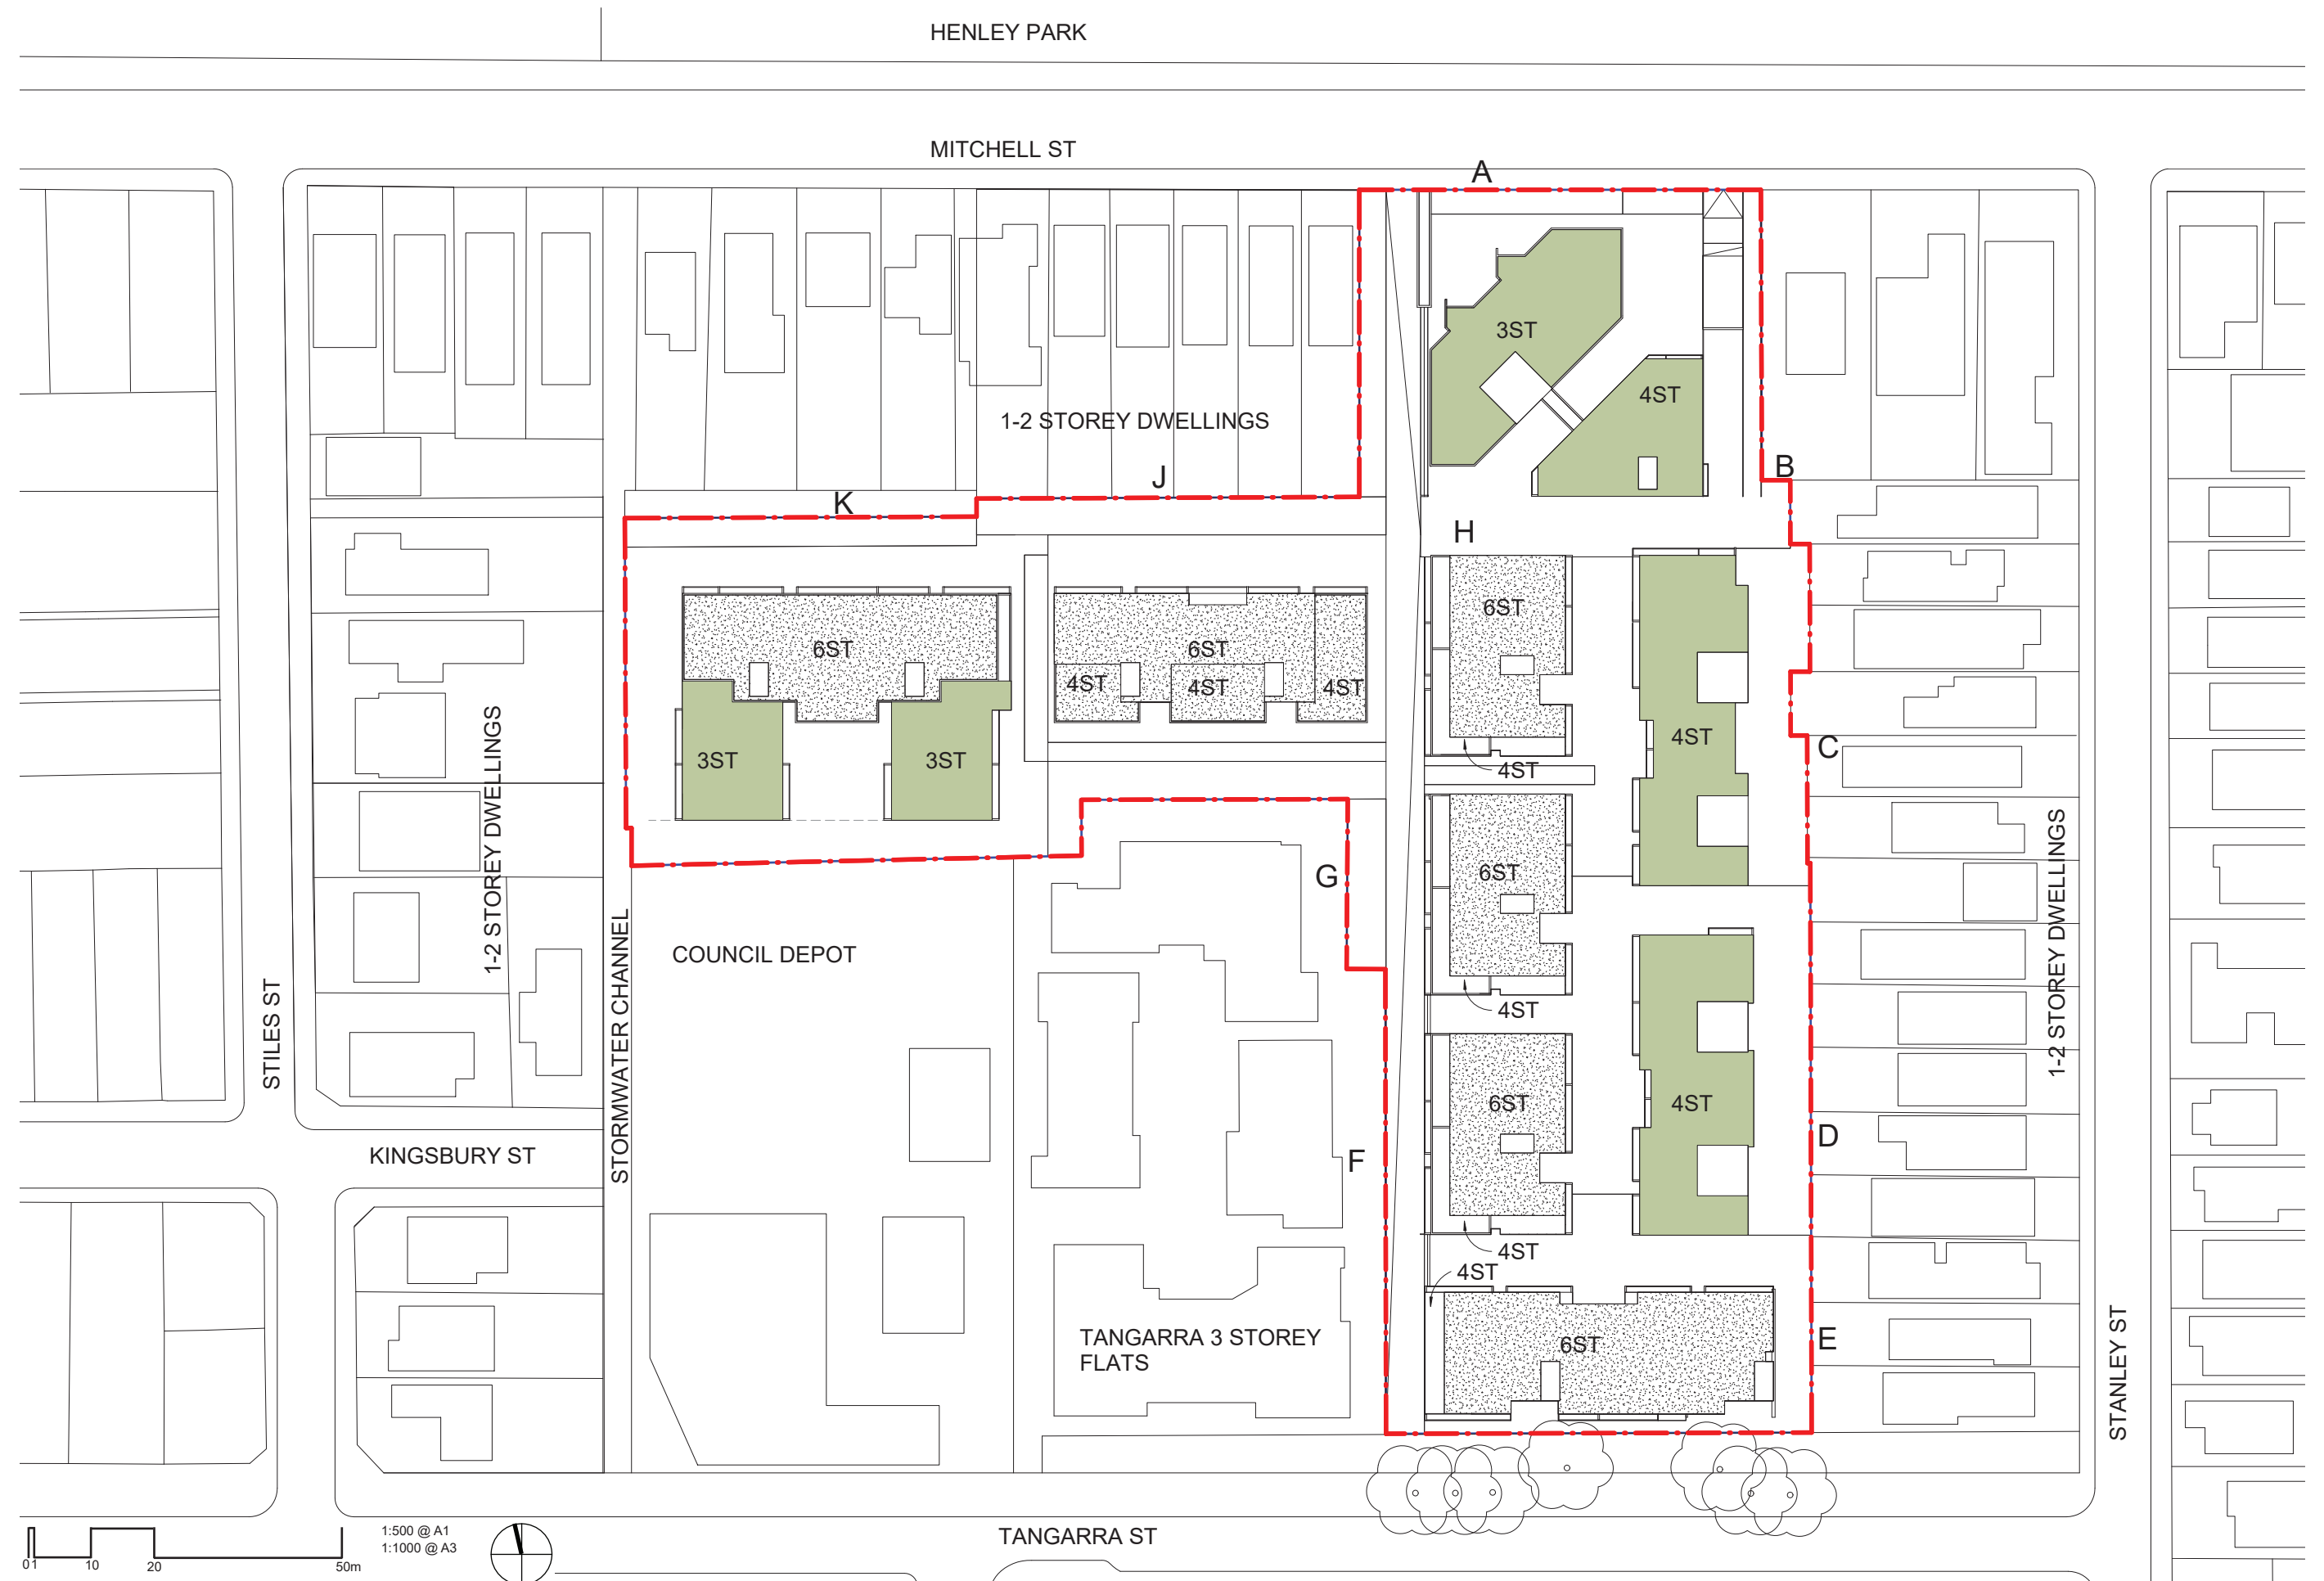 HENLEY PARK
MITCHELL ST
A
3ST
4ST
1-2 STOREY DWELLINGS
B
J
K
H
6ST
6ST
6ST
4ST
4ST
4ST
3ST
3ST
4ST
4ST
C
1-2 STOREY DWELLINGS
1-2 STOREY DWELLINGS
G
6ST
STORMWATER CHANNEL
COUNCIL DEPOT
STILES ST
4ST
6ST
4ST
D
KINGSBURY ST
F
4ST
4ST
TANGARRA 3 STOREY
FLATS
6ST
E
STANLEY ST
1:500 @ A1
1:1000 @ A3
TANGARRA ST
0 1 10 20 50m